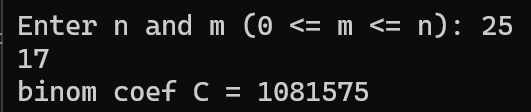 Enter n and m (0 <= m <= n): 25
17
binom coef C = 1081575